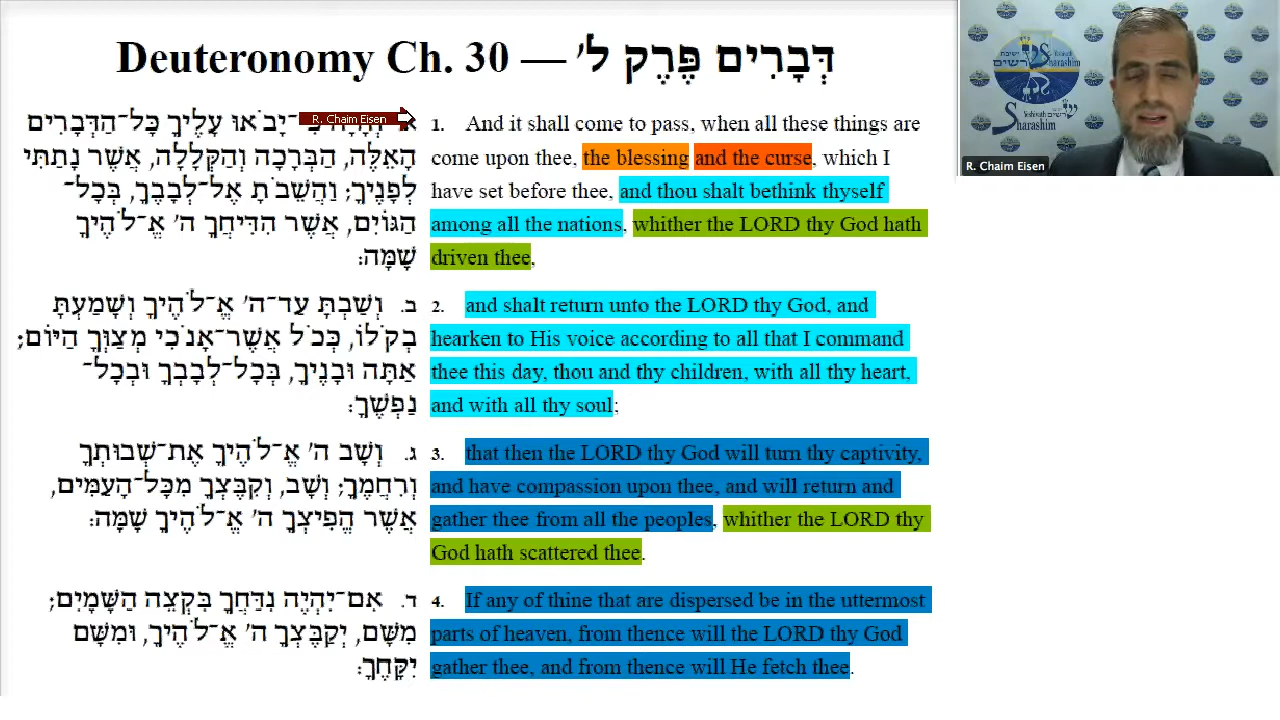 Deuteronomy Ch. 30 — דְּבָרִים פֶּרֶק ל'
־יָבֹאוּ עָלֶיךָ כָּל־הַדְּבָרִים
הָאֵלֶּה, הַבְּרָכָה וְהַקְּלָלָה, אֲשֶׁר נָתַתִּי
לְפָנֶיךָ; וַהֲשֵׁבֹתָ אֶל־לְבָבֶךָ, בְּכָל־
הַגּוֹיִם, אֲשֶׁר הִדִּיחֲךָ ה' אֱ־לֹהֶיךָ
שָׁמָּה:
ב. וְשַׁבְתָּ עַד־ה' אֱ־לֹהֶיךָ וְשָׁמַעְתָּ
בְקֹלוֹ, כְּכֹל אֲשֶׁר־אָנֹכִי מְצַוְּךָ הַיּוֹם;
אַתָּה וּבָנֶיךָ, בְּכָל־לְבָבְךָ וּבְכָל־
נַפְשֶׁךָ:
ג. וְשָׁב ה' אֱ־לֹהֶיךָ אֶת־שְׁבוּתְךָ
וְרִחֲמֶךָ; וְשָׁב, וְקִבֶּצְךָ מִכָּל־הָעַמִּים,
אֲשֶׁר הֱפִיצְךָ ה' אֱ־לֹהֶיךָ שָׁמָּה:
ד. אִם־יִהְיֶה נִדַּחֲךָ בִּקְצֵה הַשָּׁמָיִם;
מִשָּׁם, יְקַבֶּצְךָ ה' אֱ־לֹהֶיךָ, וּמִשָּׁם
יִקָּחֶךָ:
R. Chaim Eisen
1. And it shall come to pass, when all these things are
come upon thee, the blessing and the curse, which I
have set before thee, and thou shalt bethink thyself
among all the nations, whither the LORD thy God hath
driven thee,
2. and shalt return unto the LORD thy God, and
hearken to His voice according to all that I command
thee this day, thou and thy children, with all thy heart,
and with all thy soul;
3. that then the LORD thy God will turn thy captivity,
and have compassion upon thee, and will return and
gather thee from all the peoples, whither the LORD thy
God hath scattered thee.
4. If any of thine that are dispersed be in the uttermost
parts of heaven, from thence will the LORD thy God
gather thee, and from thence will He fetch thee.
Yeshivath
Sharashim
R. Chaim Eisen